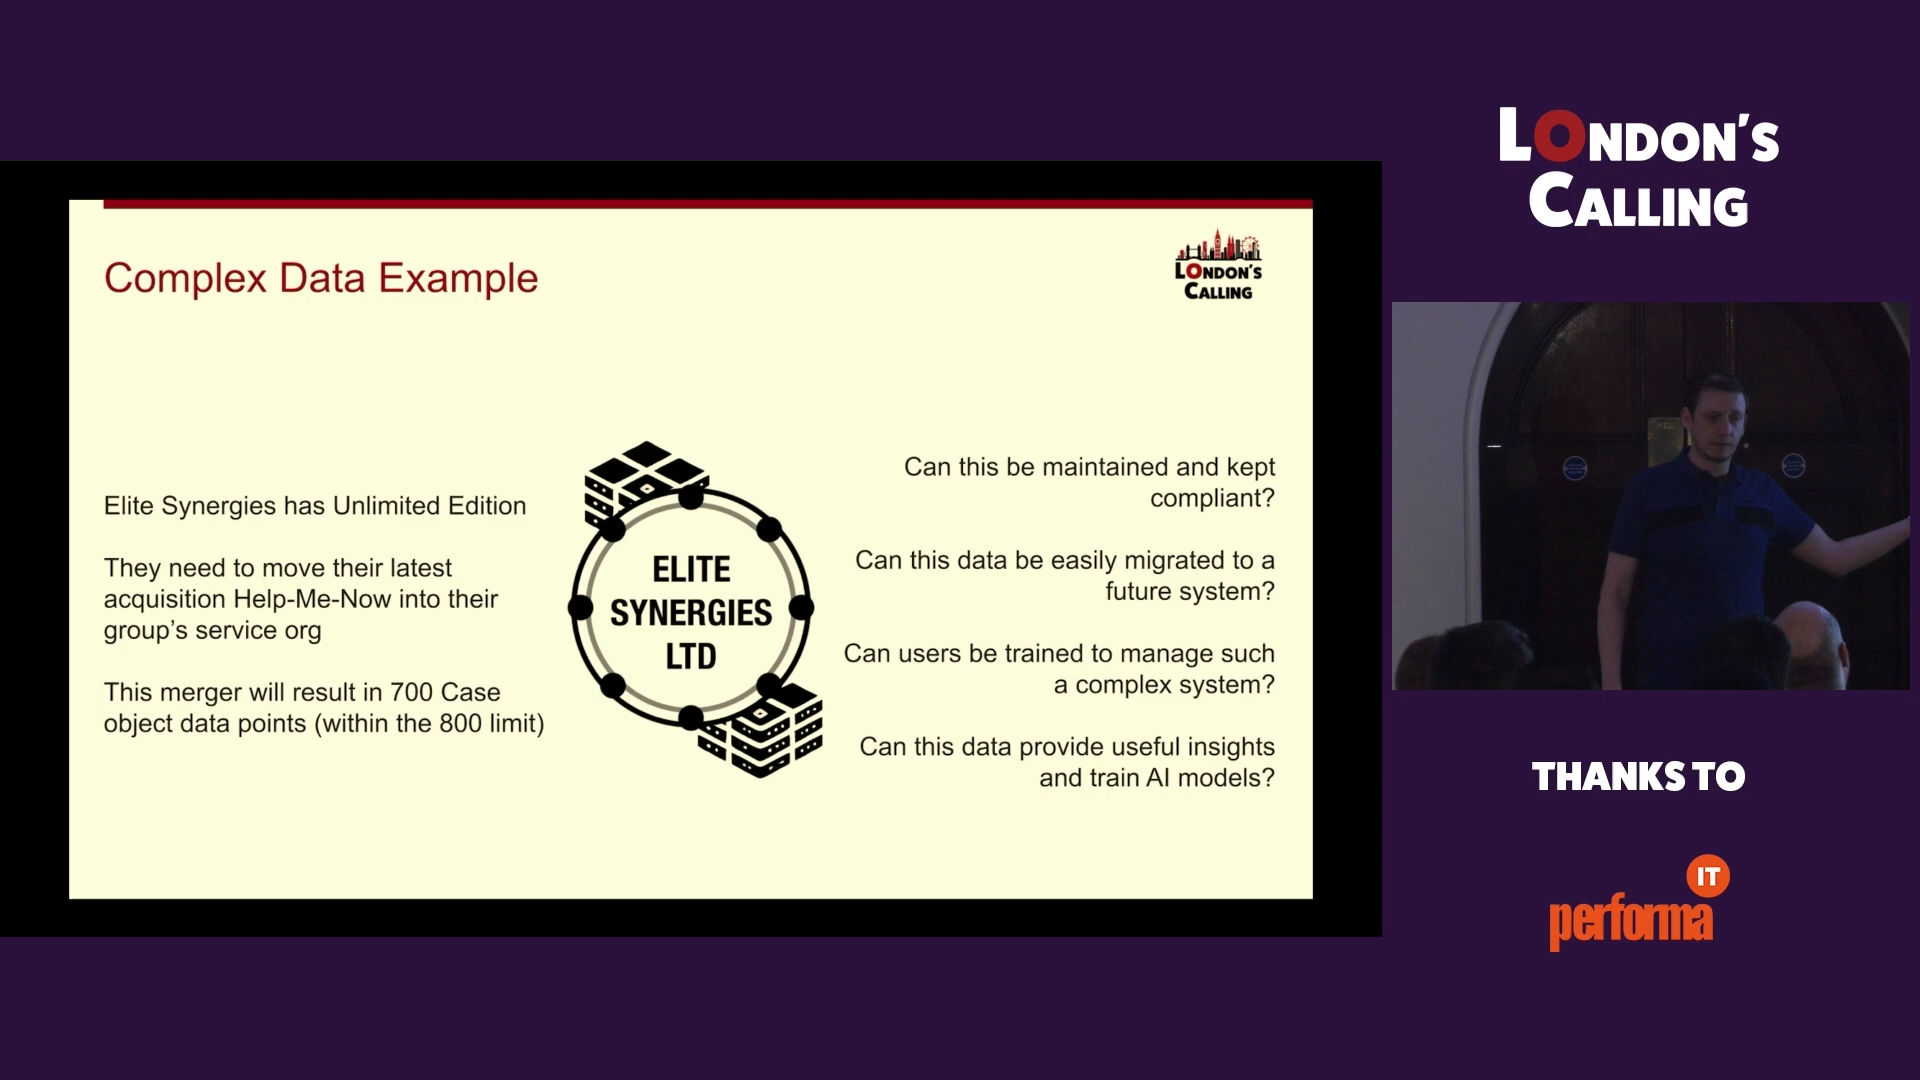 LONDON'S
CALLING
Complex Data Example
LONDON'S
CALLING
Elite Synergies has Unlimited Edition
They need to move their latest
acquisition Help-Me-Now into their
group's service org
This merger will result in 700 Case
object data points (within the 800 limit)
ELITE
SYNERGIES
LTD
Can this be maintained and kept
compliant?
Can this data be easily migrated to a
future system?
Can users be trained to manage such
a complex system?
Can this data provide useful insights
and train AI models?
THANKS TO
IT
performa